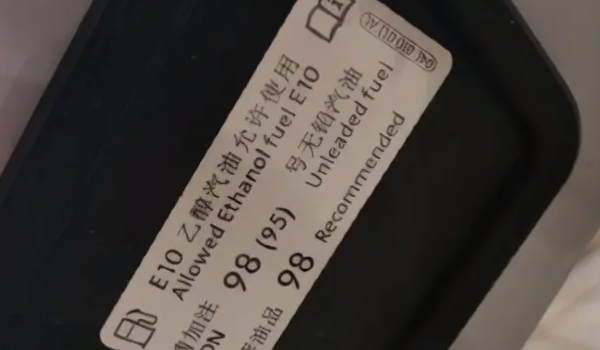 E10 乙醇汽油允许使用
Allowed Ethanol fuel E10
加注 98 (95) 号无铅汽油
ON Unleaded fuel
油品 98 Recommended